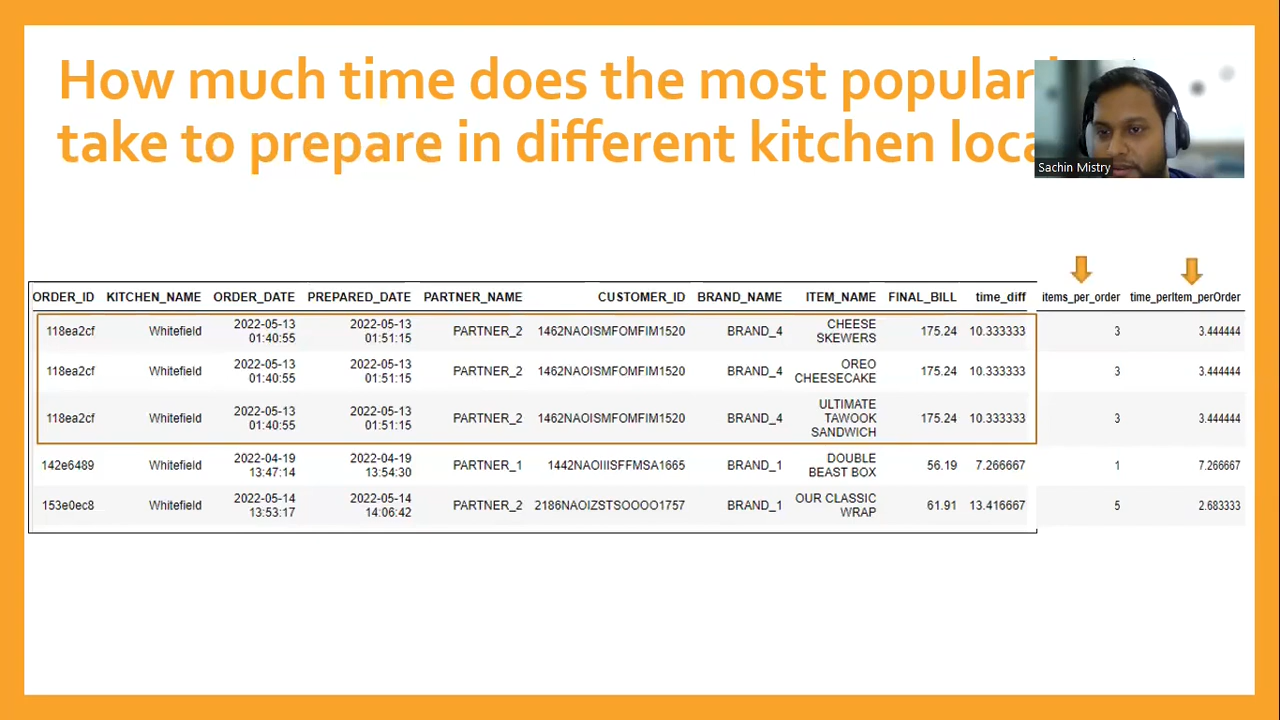 How much time does the most popular
take to prepare in different kitchen
Sachin Mistry
ORDER_ID KITCHEN_NAME ORDER_DATE PREPARED_DATE PARTNER_NAME CUSTOMER_ID BRAND_NAME ITEM_NAME FINAL_BILL time_diff items_per_order time_perItem_perOrder
118ea2cf Whitefield 2022-05-13 01:40:55 2022-05-13 01:51:15 PARTNER_2 1462NAOISMFOMFIM1520 BRAND_4 CHEESE SKEWERS 175.24 10.333333 3 3.444444
118ea2cf Whitefield 2022-05-13 01:40:55 2022-05-13 01:51:15 PARTNER_2 1462NAOISMFOMFIM1520 BRAND_4 OREO CHEESECAKE 175.24 10.333333 3 3.444444
118ea2cf Whitefield 2022-05-13 01:40:55 2022-05-13 01:51:15 PARTNER_2 1462NAOISMFOMFIM1520 BRAND_4 ULTIMATE TAWOOK SANDWICH 175.24 10.333333 3 3.444444
142e6489 Whitefield 2022-04-19 13:47:14 2022-04-19 13:54:30 PARTNER_1 1442NAOIIISFFMSA1665 BRAND_1 DOUBLE BEAST BOX 56.19 7.266667 1 7.266667
153e0ec8 Whitefield 2022-05-14 13:53:17 2022-05-14 14:06:42 PARTNER_2 2186NAOIZSTSOOOO1757 BRAND_1 OUR CLASSIC WRAP 61.91 13.416667 5 2.683333